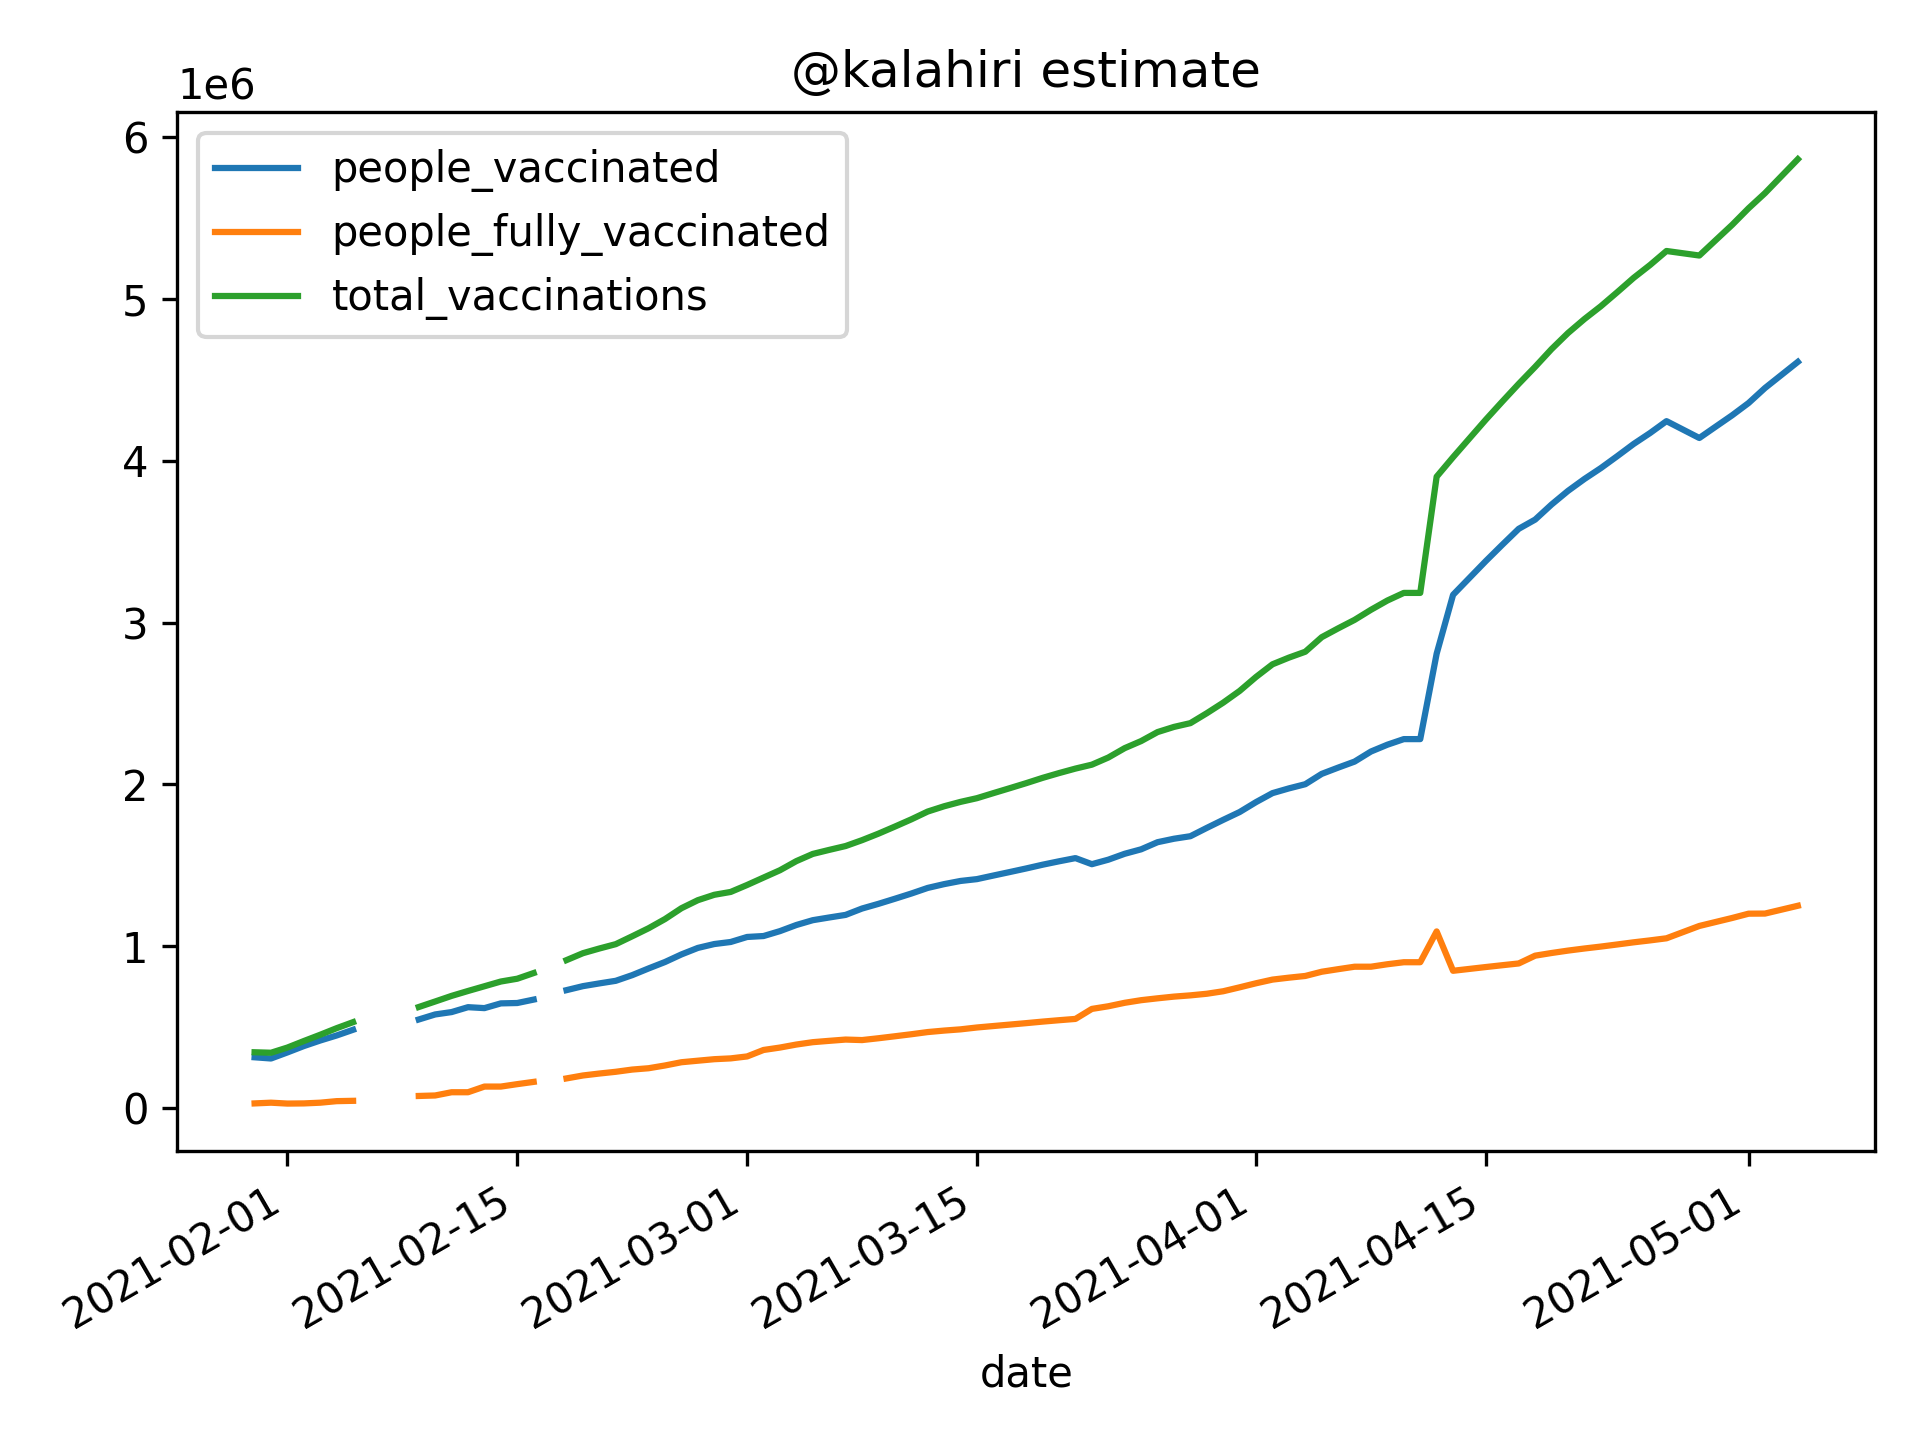 @kalahiri estimate
1e6
6
5
4
3
2
1
0
people_vaccinated
people_fully_vaccinated
total_vaccinations
2021-02-01
2021-02-15
2021-03-01
2021-03-15
2021-04-01
2021-04-15
2021-05-01
date